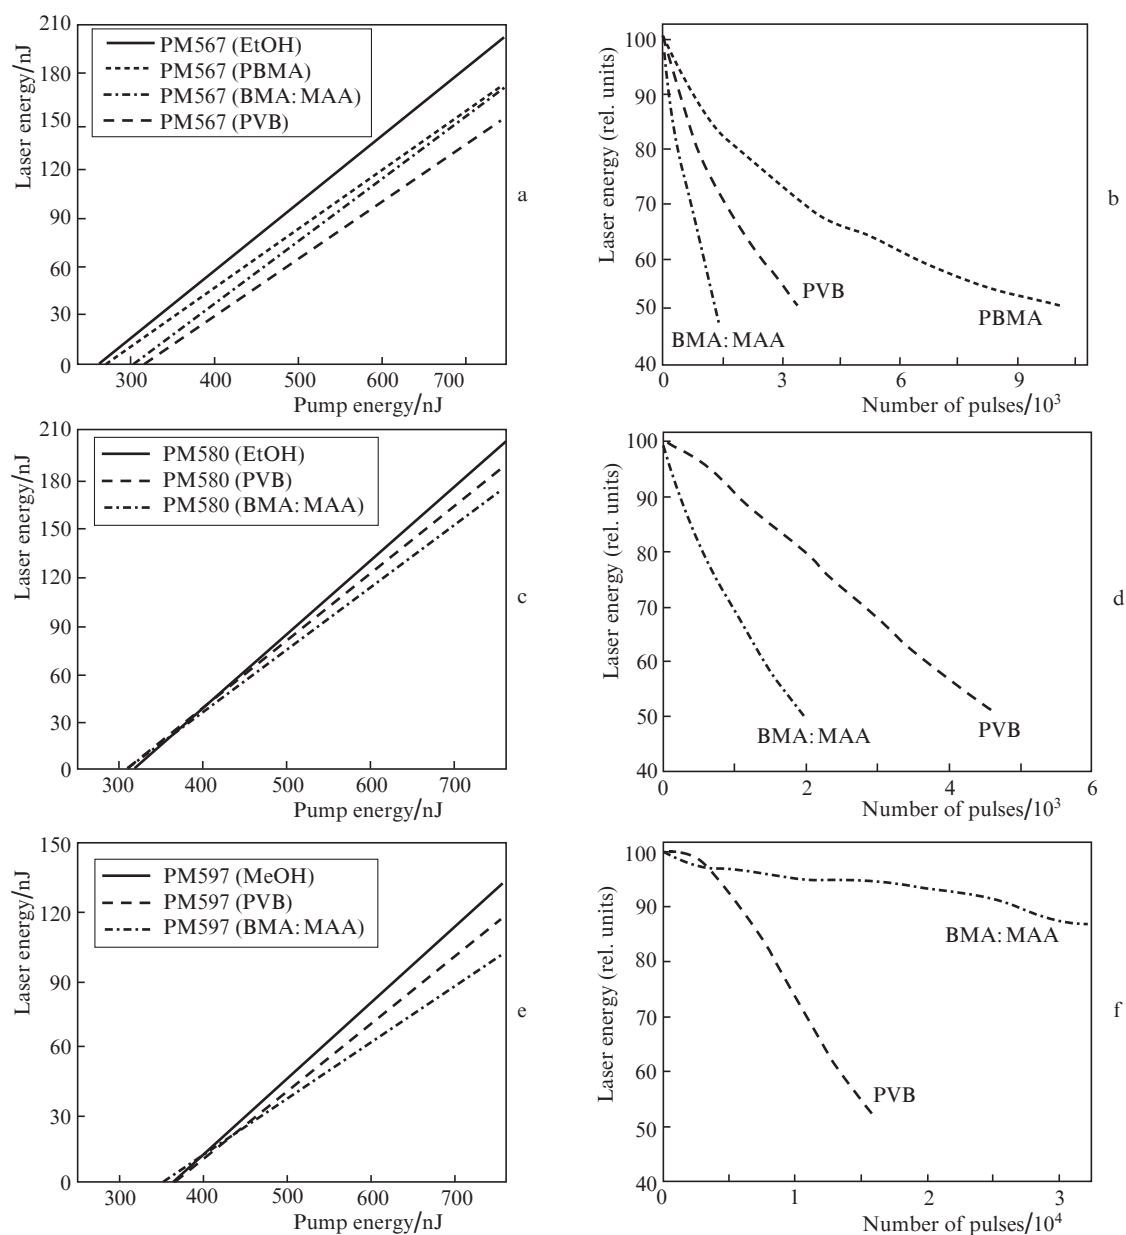 210
180
150
120
90
60
30
0
Laser energy/nJ
PM567 (EtOH)
PM567 (PBMA)
PM567 (BMA: MAA)
PM567 (PVB)
300
400
500
600
700
Pump energy/nJ
a
100
90
80
70
60
50
40
Laser energy (rel. units)
PVB
PBMA
BMA: MAA
0
3
6
9
Number of pulses/10³
b
210
180
150
120
90
60
30
0
Laser energy/nJ
PM580 (EtOH)
PM580 (PVB)
PM580 (BMA: MAA)
300
400
500
600
700
Pump energy/nJ
c
100
90
80
70
60
50
40
Laser energy (rel. units)
BMA: MAA
PVB
0
2
4
6
Number of pulses/10³
d
150
120
90
60
30
0
Laser energy/nJ
PM597 (MeOH)
PM597 (PVB)
PM597 (BMA: MAA)
300
400
500
600
700
Pump energy/nJ
e
100
90
80
70
60
50
40
Laser energy (rel. units)
BMA: MAA
PVB
0
1
2
3
Number of pulses/10⁴
f